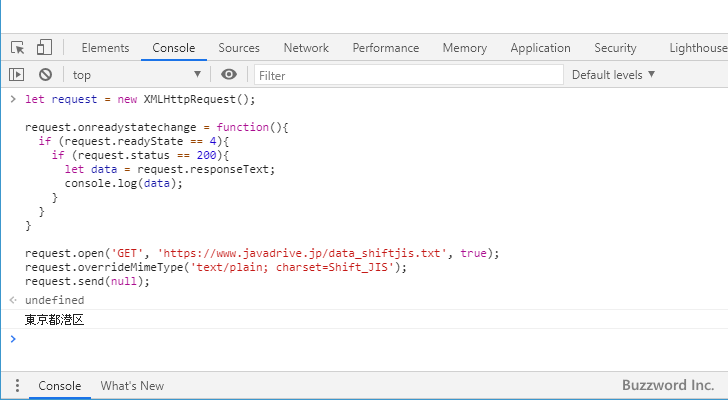 Elements Console Sources Network Performance Memory Application Security Lighthouse
top ▼ Filter Default levels ▼
> let request = new XMLHttpRequest();
request.onreadystatechange = function(){
if (request.readyState == 4){
if (request.status == 200){
let data = request.responseText;
console.log(data);
}
}
}
request.open('GET', 'https://www.javadrive.jp/data_shiftjis.txt', true);
request.overrideMimeType('text/plain; charset=Shift_JIS');
request.send(null);
undefined
東京都港区
>
Console What's New
Buzzword Inc.